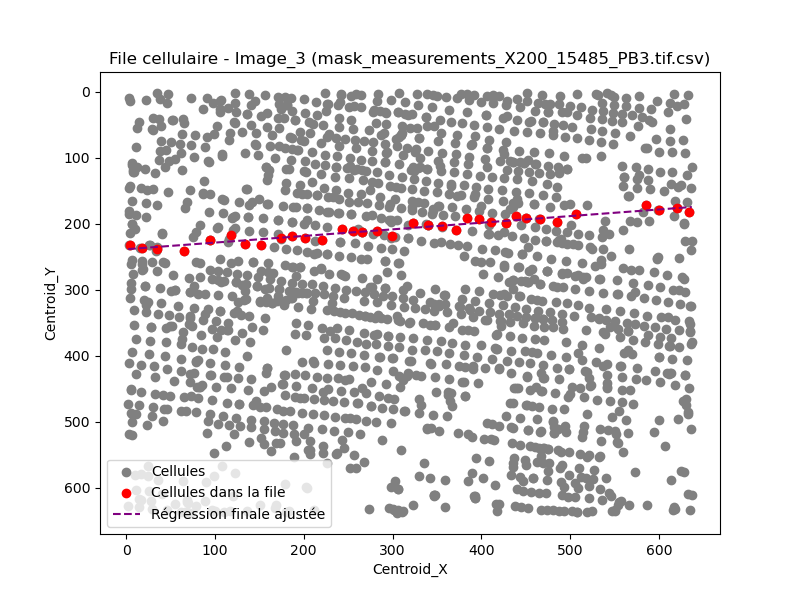 File cellulaire - Image_3 (mask_measurements_X200_15485_PB3.tif.csv)
0
100
200
300
400
500
600
Centroid_Y
Cellules
Cellules dans la file
Régression finale ajustée
0
100
200
300
400
500
600
Centroid_X